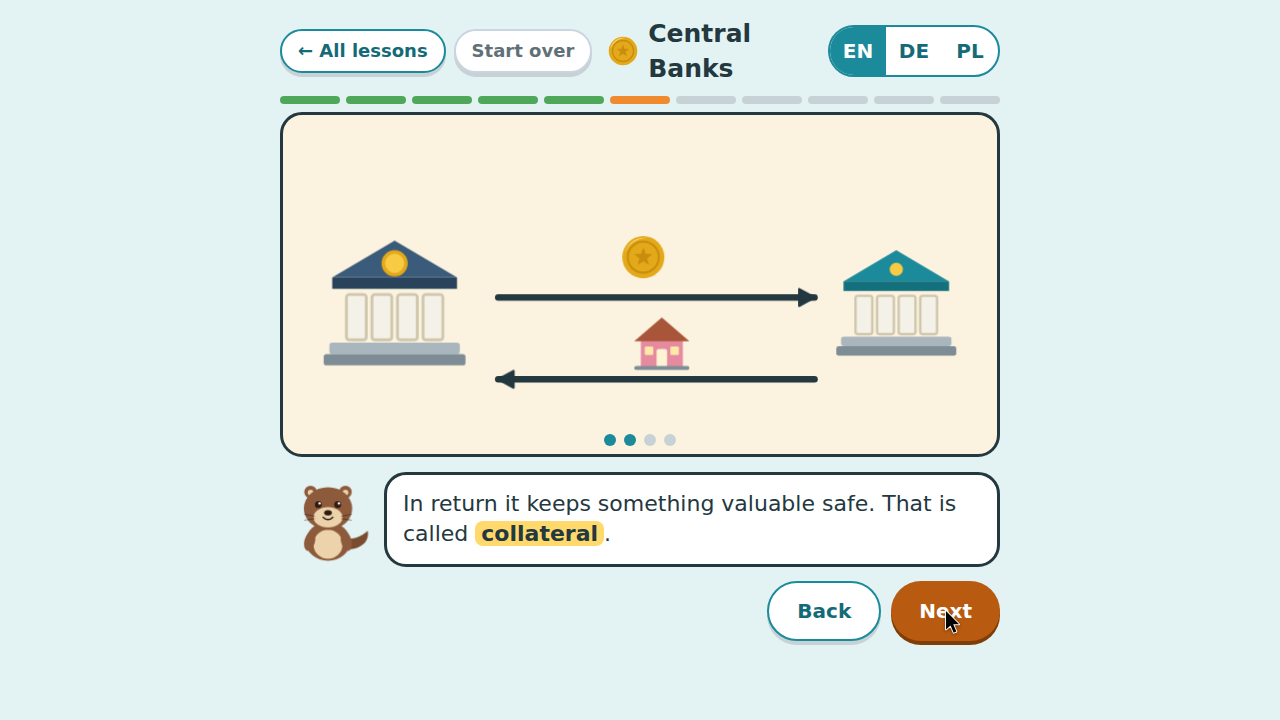 ← All lessons
Start over
Central
Banks
EN
DE
PL
In return it keeps something valuable safe. That is
called collateral.
Back
Next